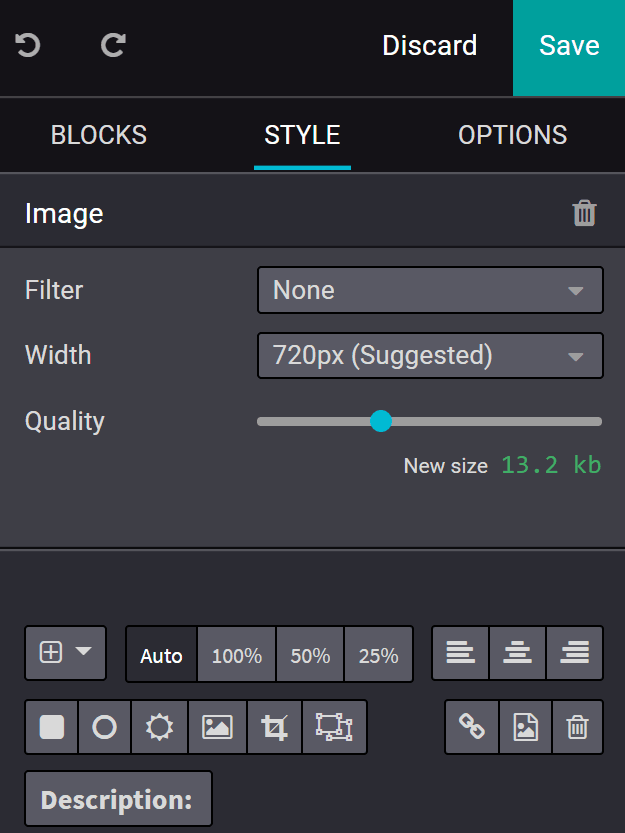 Discard Save
BLOCKS STYLE OPTIONS
Image
Filter None
Width 720px (Suggested)
Quality
New size 13.2 kb
Auto 100% 50% 25%
Description: